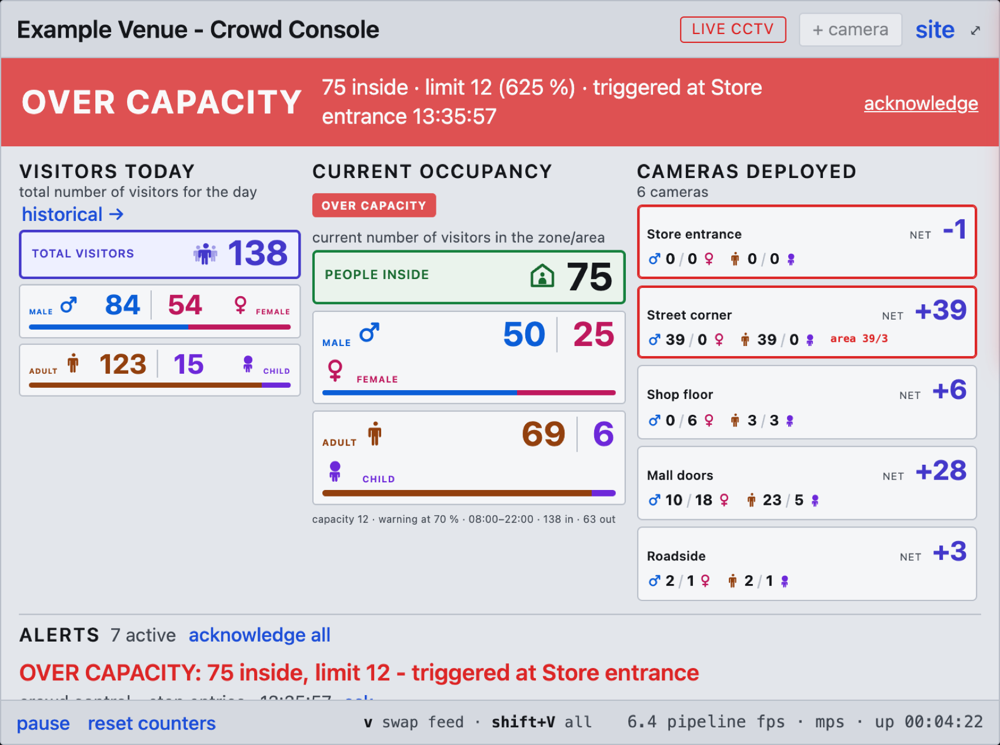 Example Venue - Crowd Console
LIVE CCTV
+ camera
site
OVER CAPACITY
75 inside · limit 12 (625 %) · triggered at Store
entrance 13:35:57
acknowledge
VISITORS TODAY
total number of visitors for the day
historical →
TOTAL VISITORS 138
MALE ♂ 84 54 ♀ FEMALE
ADULT 123 15 CHILD
CURRENT OCCUPANCY
OVER CAPACITY
current number of visitors in the zone/area
PEOPLE INSIDE 75
MALE ♂ 50 25
♀ FEMALE
ADULT 69 6
CHILD
capacity 12 · warning at 70 % · 08:00–22:00 · 138 in · 63 out
CAMERAS DEPLOYED
6 cameras
Store entrance NET -1
♂ 0 / 0 ♀ 0 / 0
Street corner NET +39
♂ 39 / 0 ♀ 39 / 0 area 39/3
Shop floor NET +6
♂ 0 / 6 ♀ 3 / 3
Mall doors NET +28
♂ 10 / 18 ♀ 23 / 5
Roadside NET +3
♂ 2 / 1 ♀ 2 / 1
ALERTS 7 active acknowledge all
OVER CAPACITY: 75 inside, limit 12 - triggered at Store entrance
pause reset counters
v swap feed · shift+V all
6.4 pipeline fps · mps · up 00:04:22